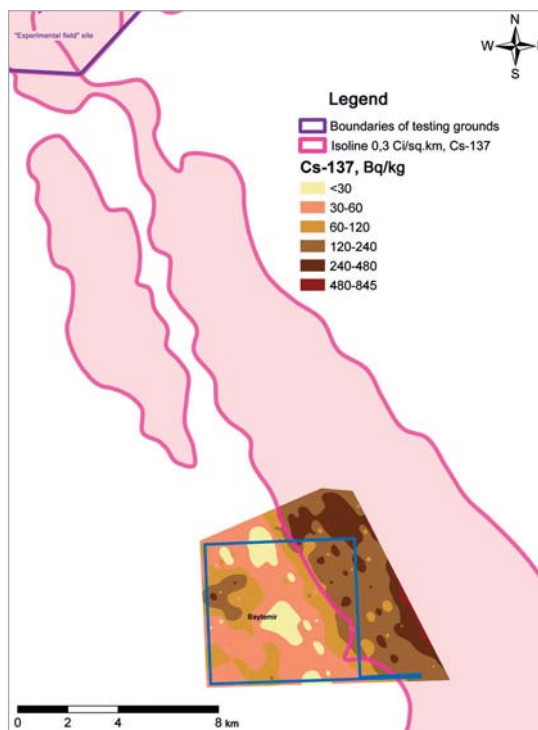 "Experimental field" site
N
W
E
S
Legend
Boundaries of testing grounds
Isoline 0,3 Ci/sq.km, Cs-137
Cs-137, Bq/kg
<30
30-60
60-120
120-240
240-480
480-845
Baytemir
0 2 4 8 km